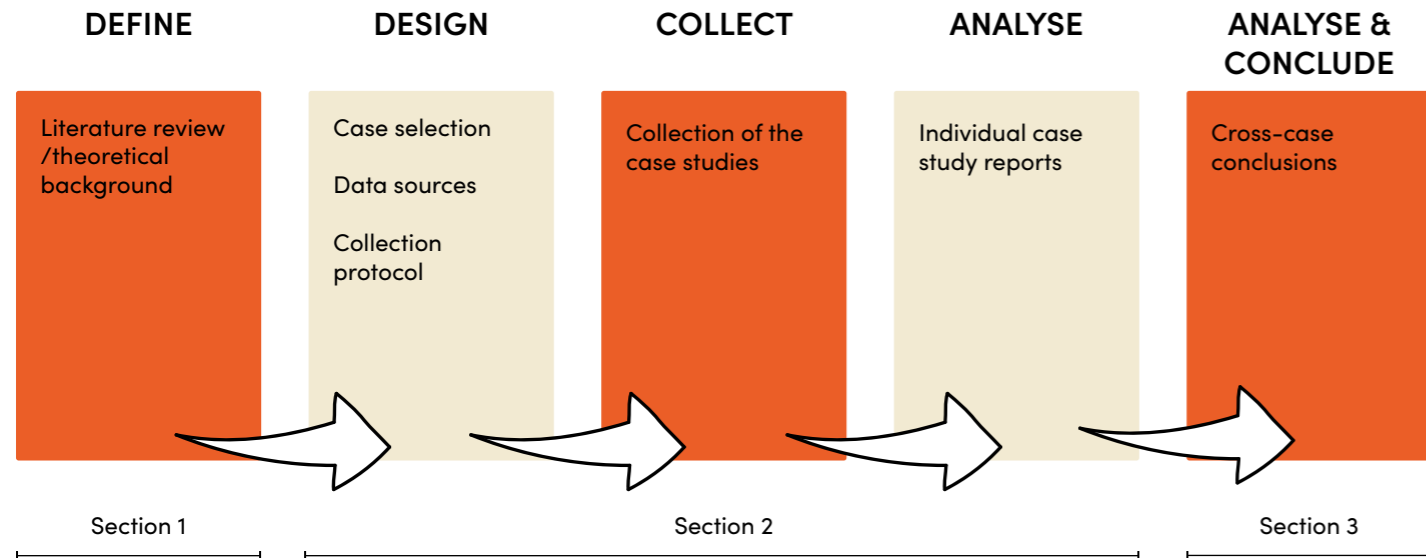 DEFINE
DESIGN
COLLECT
ANALYSE
ANALYSE &
CONCLUDE
Literature review
/theoretical
background
Case selection
Data sources
Collection
protocol
Collection of the
case studies
Individual case
study reports
Cross-case
conclusions
Section 1
Section 2
Section 3